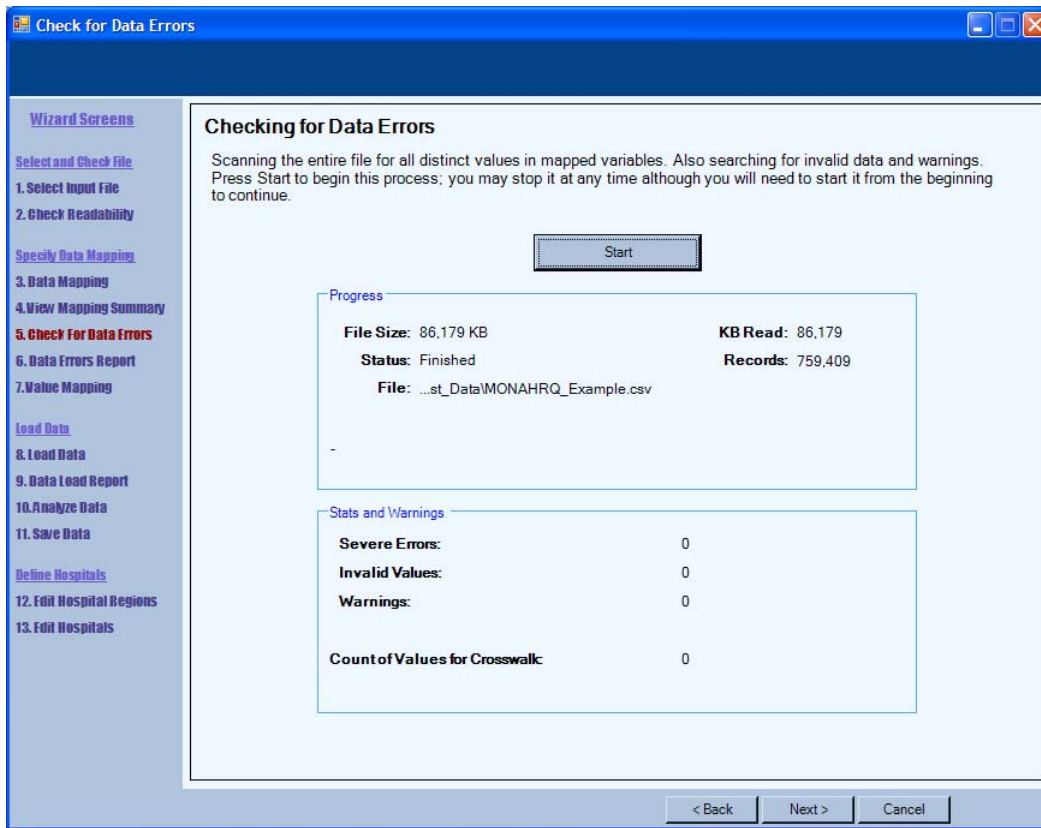 Check for Data Errors
Wizard Screens
Select and Check File
1. Select Input File
2. Check Readability
Specify Data Mapping
3. Data Mapping
4.View Mapping Summary
5. Check For Data Errors
6. Data Errors Report
7.Value Mapping
Load Data
8. Load Data
9. Data Load Report
10.Analyze Data
11. Save Data
Define Hospitals
12. Edit Hospital Regions
13. Edit Hospitals
Checking for Data Errors
Scanning the entire file for all distinct values in mapped variables. Also searching for invalid data and warnings.
Press Start to begin this process; you may stop it at any time although you will need to start it from the beginning
to continue.
Start
Progress
File Size: 86,179 KB KB Read: 86,179
Status: Finished Records: 759,409
File: ...st_Data\MONAHRQ_Example.csv
-
Stats and Warnings
Severe Errors: 0
Invalid Values: 0
Warnings: 0
Count of Values for Crosswalk: 0
< Back Next > Cancel